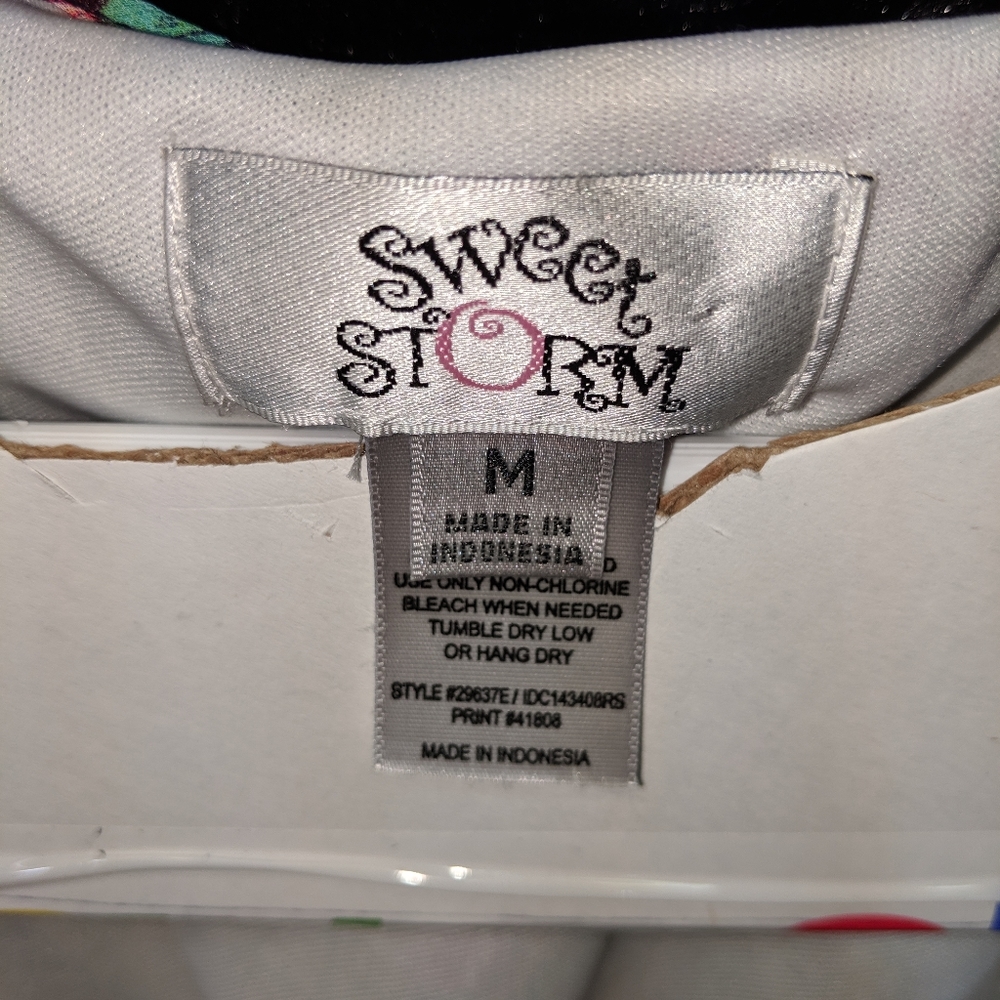 SWEEt
STORM
M
MADE IN
INDONESIA
D
USE ONLY NON-CHLORINE
BLEACH WHEN NEEDED
TUMBLE DRY LOW
OR HANG DRY
STYLE #29637E / IDC143408RS
PRINT #41808
MADE IN INDONESIA